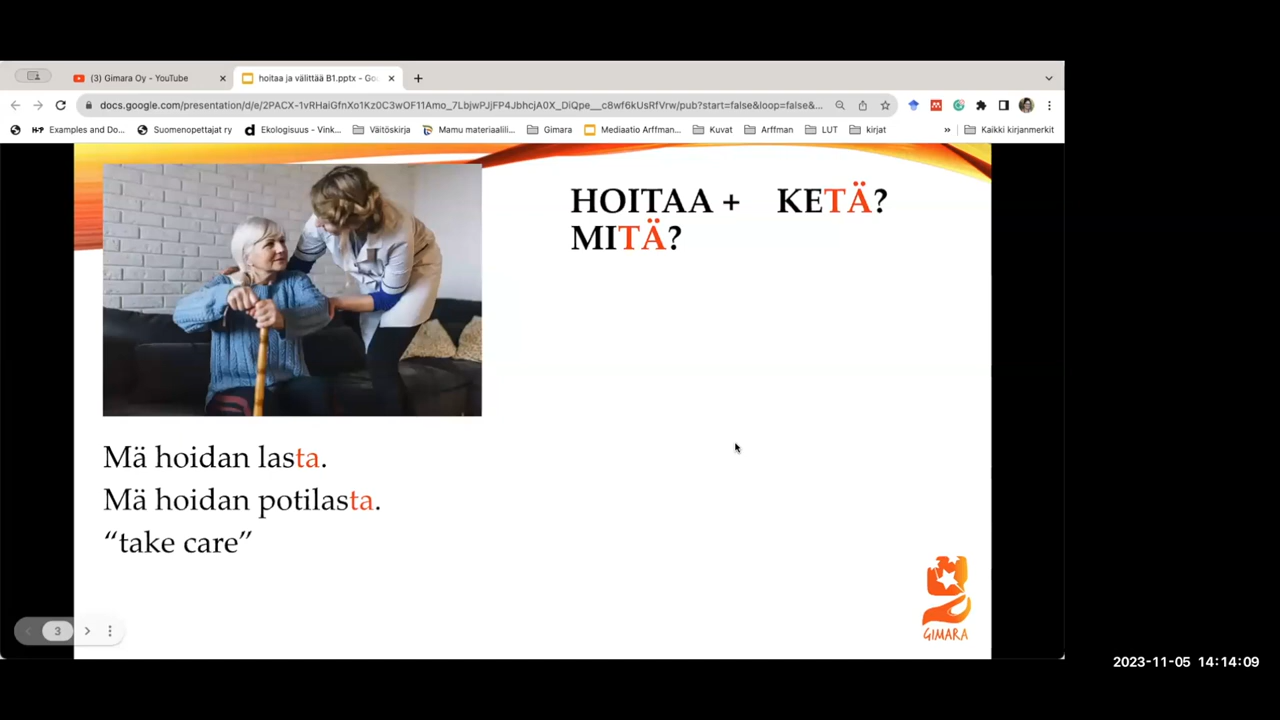 (3) Gimara Oy - YouTube
hoitaa ja välittää B1.pptx - Go
docs.google.com/presentation/d/e/2PACX-1vRHaiGfnXo1Kz0C3wOF11Amo_7LbjwPJjFP4JbhcjA0X_DiQpe__c8wf6kUsRfVrw/pub?start=false&loop=false&...
Examples and Do... Suomenopettajat ry Ekologisuus - Vink... Väitöskirja Mamu materiaalili... Gimara Mediaatio Arffman... Kuvat Arffman LUT kirjat » Kaikki kirjanmerkit
HOITAA + KETÄ?
MITÄ?
Mä hoidan lasta.
Mä hoidan potilasta.
“take care”
GIMARA
3
2023-11-05 14:14:09